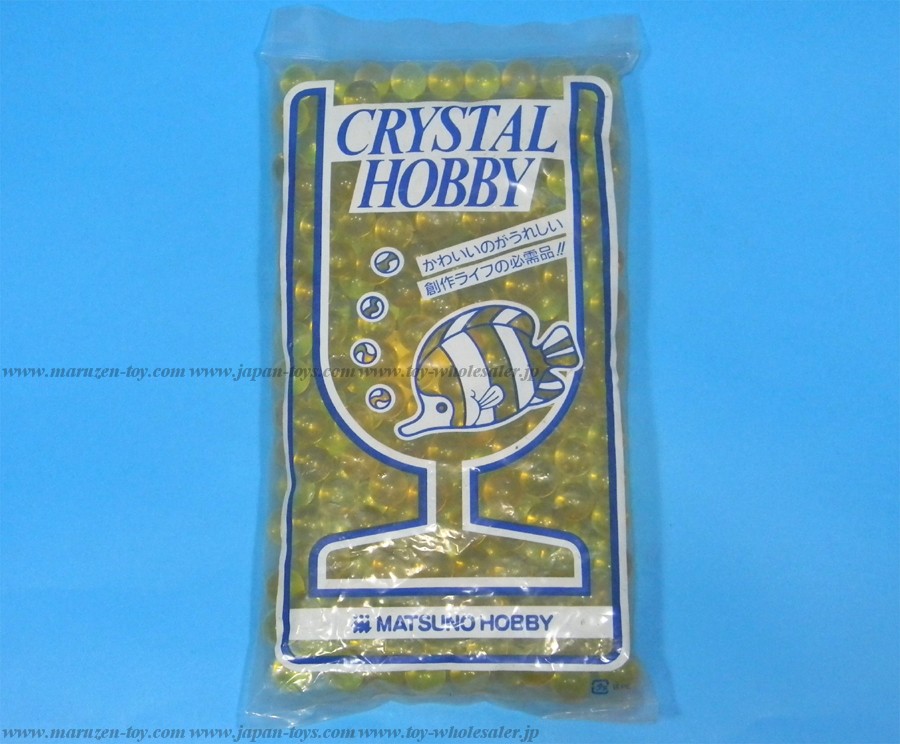 CRYSTAL
HOBBY
かわいいのがうれしい
創作ライフの必需品!!
www.maruzen-toy.com www.japan-toys.com www.toy-wholesaler.jp
MATSUNO HOBBY
www.maruzen-toy.com www.japan-toys.com www.toy-wholesaler.jp